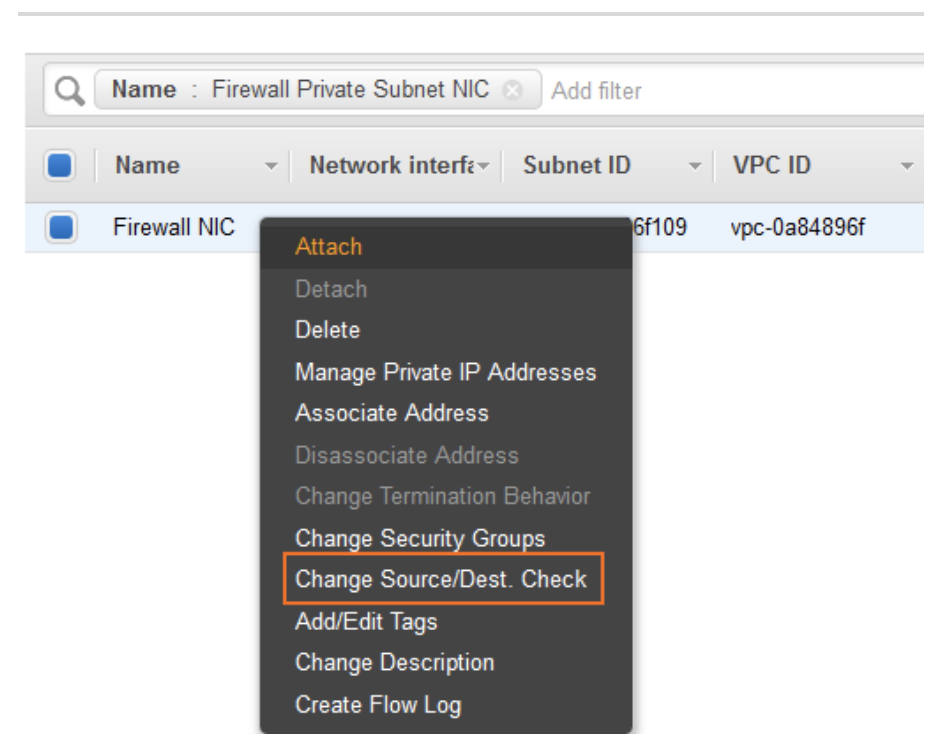 Name : Firewall Private Subnet NIC Add filter
Name Network interfa Subnet ID VPC ID
Firewall NIC 6f109 vpc-0a84896f
Attach
Detach
Delete
Manage Private IP Addresses
Associate Address
Disassociate Address
Change Termination Behavior
Change Security Groups
Change Source/Dest. Check
Add/Edit Tags
Change Description
Create Flow Log